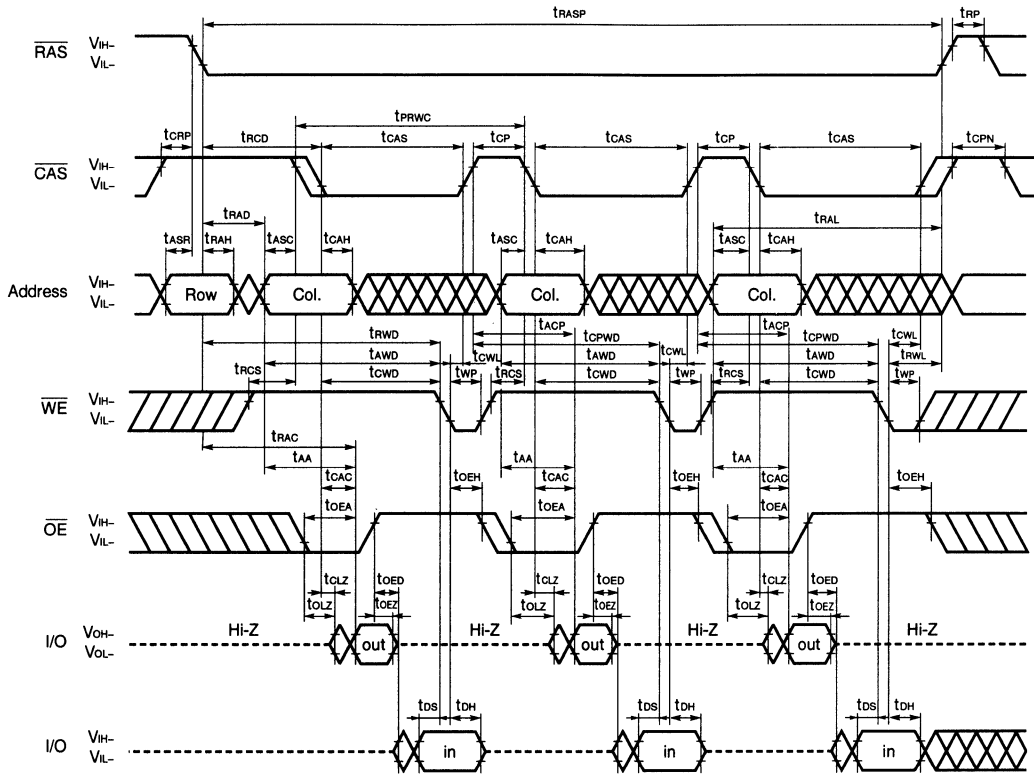 tRASP tRP
RAS VIH–
VIL–
tPRWC
tCRP tRCD tCAS tCP tCAS tCP tCAS tCPN
CAS VIH–
VIL–
tRAD tRAL
tASR tRAH tASC tCAH tASC tCAH tASC tCAH
Address VIH–
VIL–
Row Col. Col. Col.
tACP tACP
tRWD tCPWD tCPWD tCWL
tAWD tCWL tAWD tCWL tAWD tRWL
tRCS tCWD tWP tRCS tCWD tWP tRCS tCWD tWP
WE VIH–
VIL–
tRAC
tAA tAA tAA
tCAC tOEH tCAC tOEH tCAC tOEH
tOEA tOEA tOEA
OE VIH–
VIL–
tCLZ tOED tCLZ tOED tCLZ tOED
tOLZ tOEZ tOLZ tOEZ tOLZ tOEZ
Hi-Z Hi-Z Hi-Z Hi-Z
I/O VOH–
VOL–
out out out
tDS tDH tDS tDH tDS tDH
I/O VIH–
VIL–
in in in